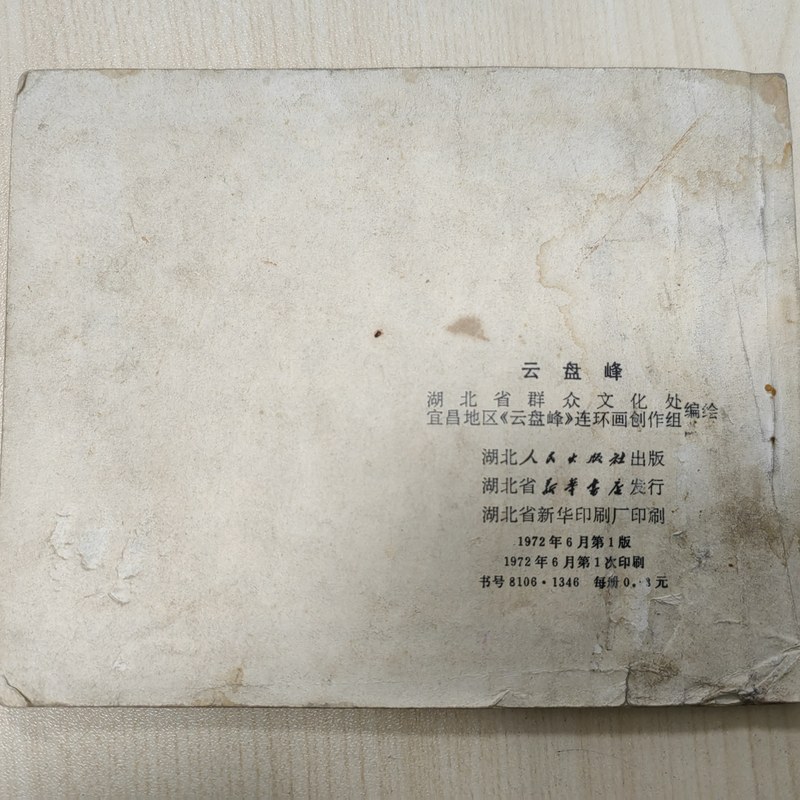 云盘峰
湖北省群众文化处
宜昌地区《云盘峰》连环画创作组
编绘
湖北人民出版社出版
湖北省新华书店发行
湖北省新华印刷厂印刷
1972年6月第1版
1972年6月第1次印刷
书号8106·1346 每册